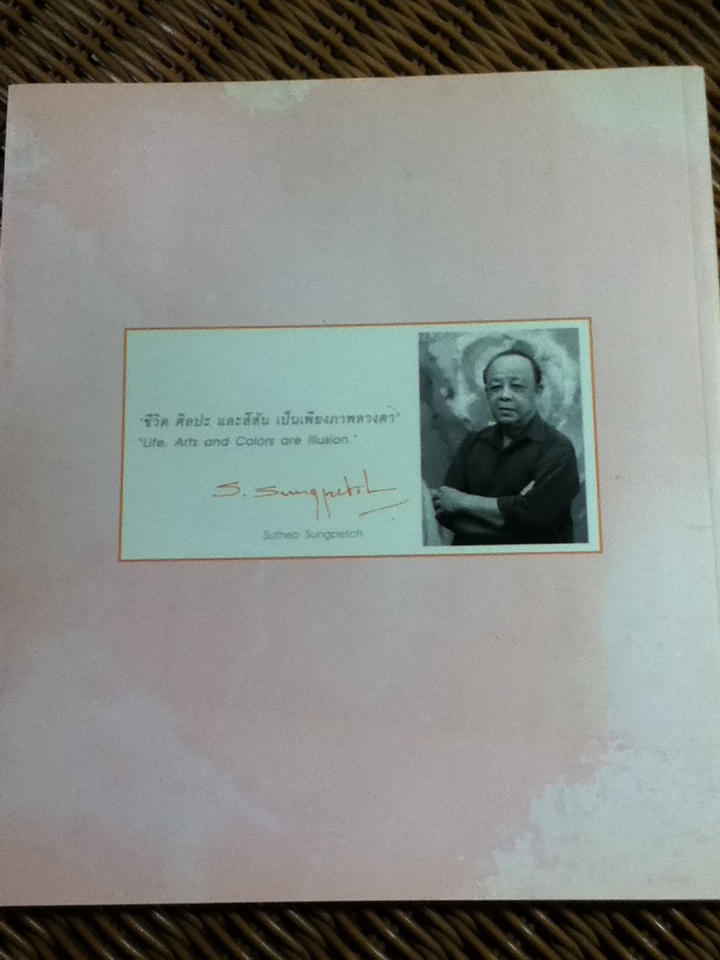 "ชีวิต ศิลปะ และสีสัน เป็นเพียงภาพลวงตา"
"Life, Arts and Colors are illusion."
S. Sungpetch
Suthep Sungpetch